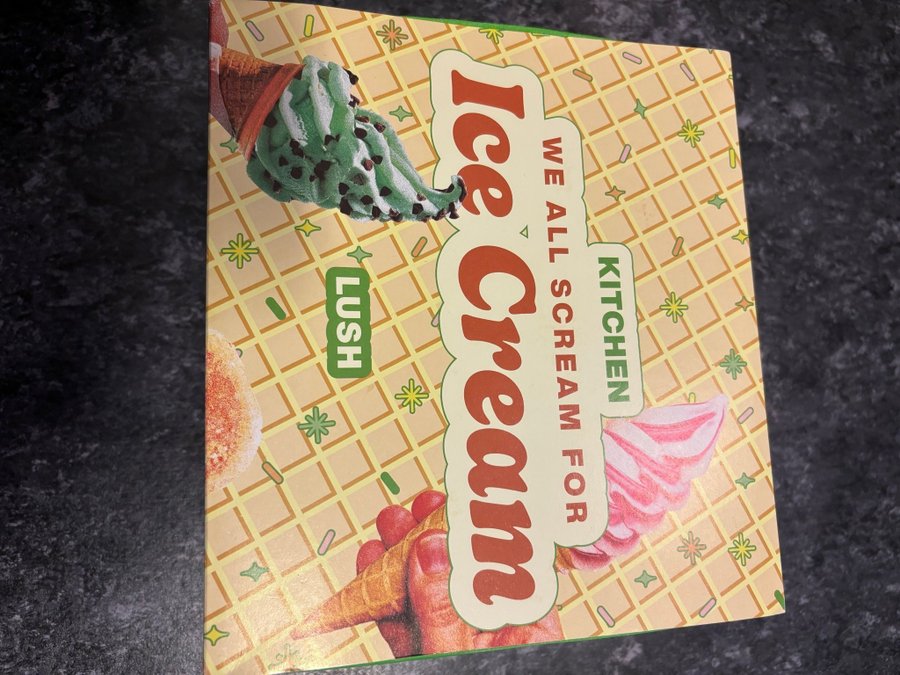 KITCHEN
WE ALL SCREAM FOR
Ice Cream
LUSH